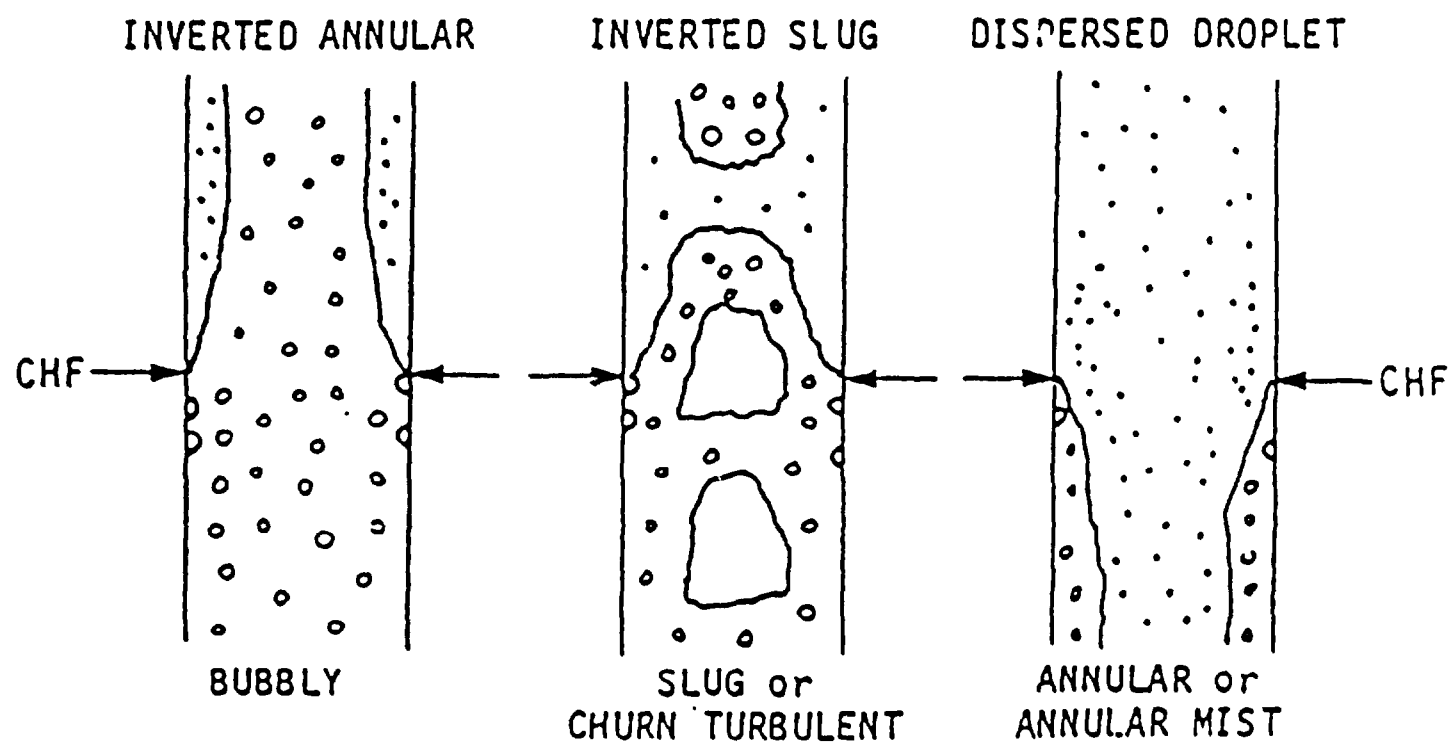 INVERTED ANNULAR
INVERTED SLUG
DISPERSED DROPLET
CHF
CHF
BUBBLY
SLUG or
CHURN TURBULENT
ANNULAR or
ANNULAR MIST